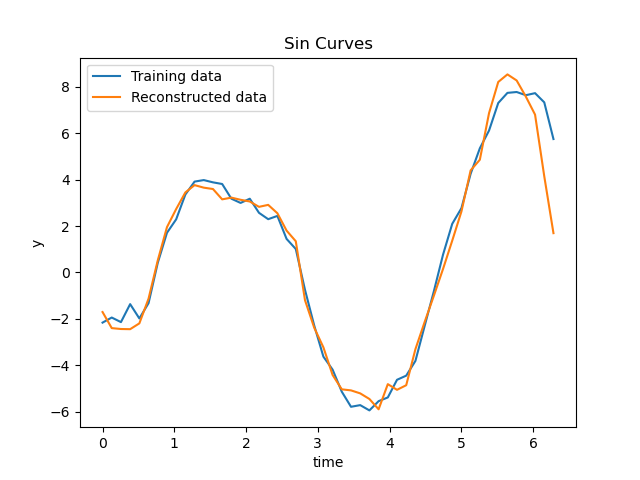 Sin Curves
Training data
Reconstructed data
y
8
6
4
2
0
−2
−4
−6
0 1 2 3 4 5 6
time